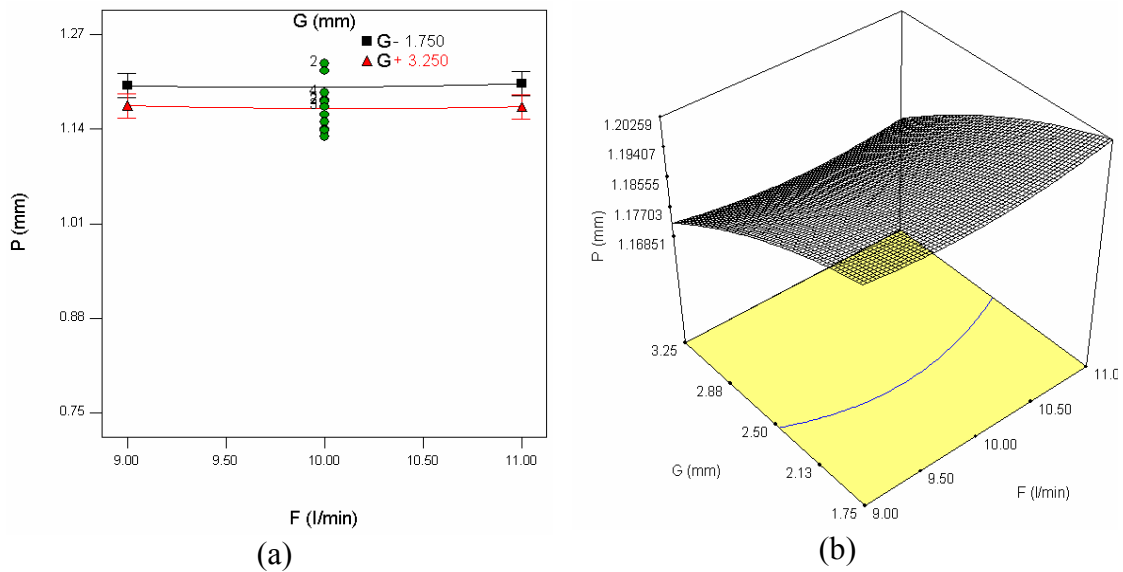 G (mm)
G- 1.750
G+ 3.250
P (mm)
1.27
1.14
1.01
0.88
0.75
2
4
2
9.00
9.50
10.00
10.50
11.00
F (l/min)
(a)
1.20259
1.19407
1.18555
1.17703
1.16851
P (mm)
3.25
2.88
2.50
2.13
1.75
G (mm)
9.00
9.50
10.00
10.50
11.0
F (l/min)
(b)